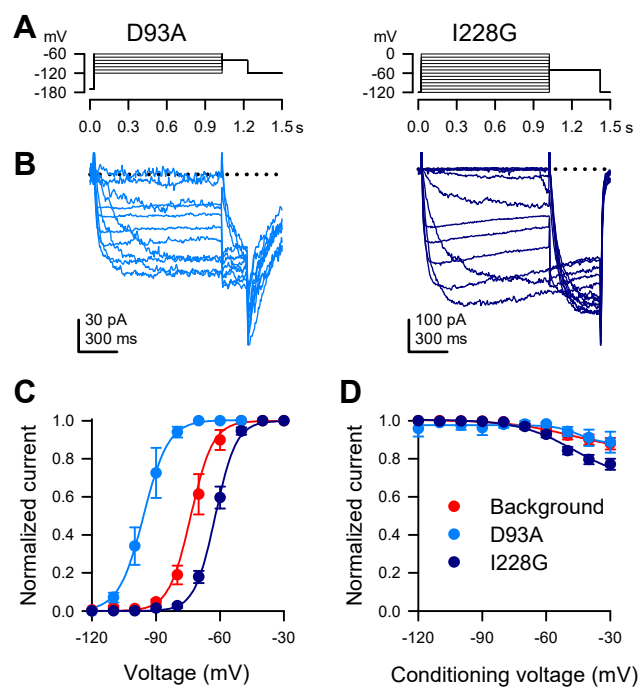 A
D93A
I228G
mV
-60
-120
-180
0.0 0.3 0.6 0.9 1.2 1.5 s
mV
0
-60
-120
0.0 0.3 0.6 0.9 1.2 1.5 s
B
30 pA
300 ms
100 pA
300 ms
C
Normalized current
1.0
0.8
0.6
0.4
0.2
0.0
-120 -90 -60 -30
Voltage (mV)
D
Normalized current
1.0
0.8
0.6
0.4
0.2
0.0
Background
D93A
I228G
-120 -90 -60 -30
Conditioning voltage (mV)